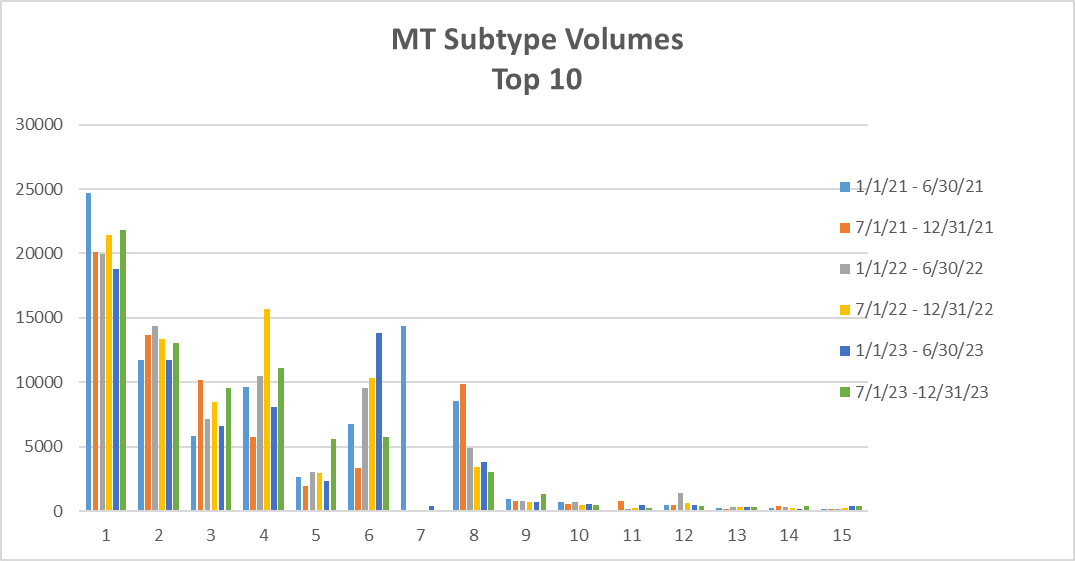 MT Subtype Volumes
Top 10
30000
25000
20000
15000
10000
5000
0
1 2 3 4 5 6 7 8 9 10 11 12 13 14 15
1/1/21 - 6/30/21
7/1/21 - 12/31/21
1/1/22 - 6/30/22
7/1/22 - 12/31/22
1/1/23 - 6/30/23
7/1/23 -12/31/23